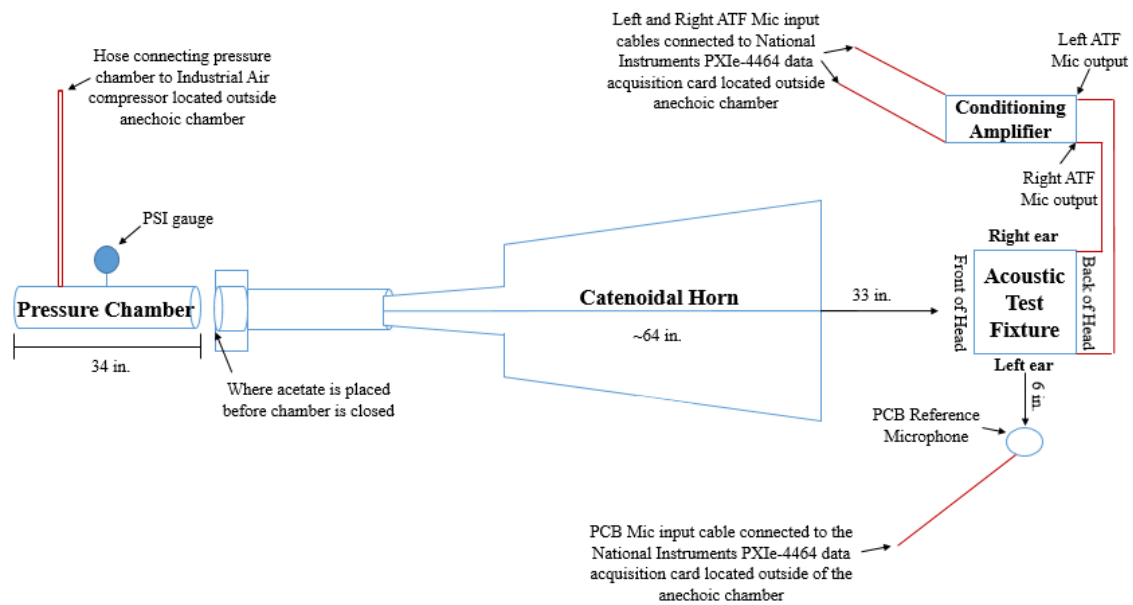 Hose connecting pressure
chamber to Industrial Air
compressor located outside
anechoic chamber
PSI gauge
Pressure Chamber
34 in.
Where acetate is placed
before chamber is closed
Catenoidal Horn
~64 in.
33 in.
Left and Right ATF Mic input
cables connected to National
Instruments PXIe-4464 data
acquisition card located outside
anechoic chamber
Left ATF
Mic output
Conditioning
Amplifier
Right ATF
Mic output
Right ear
Front of Head
Acoustic
Test
Fixture
Back of Head
Left ear
6 in.
PCB Reference
Microphone
PCB Mic input cable connected to the
National Instruments PXIe-4464 data
acquisition card located outside of the
anechoic chamber